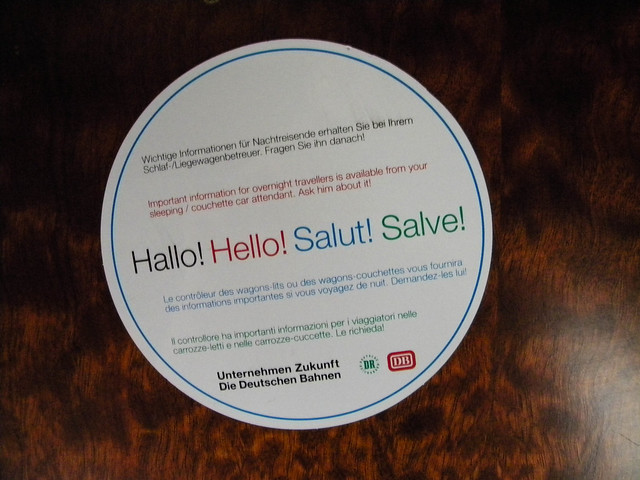 Wichtige Informationen für Nachtreisende erhalten Sie bei Ihrem
Schlaf-/Liegewagenbetreuer. Fragen Sie ihn danach!
Important information for overnight travellers is available from your
sleeping / couchette car attendant. Ask him about it!
Hallo! Hello! Salut! Salve!
Le contrôleur des wagons-lits ou des wagons-couchettes vous fournira
des informations importantes si vous voyagez de nuit. Demandez-les lui!
Il controllore ha importanti informazioni per i viaggiatori nelle
carrozze-letti e nelle carrozze-cuccette. Le richieda!
Unternehmen Zukunft
Die Deutschen Bahnen
DR DB